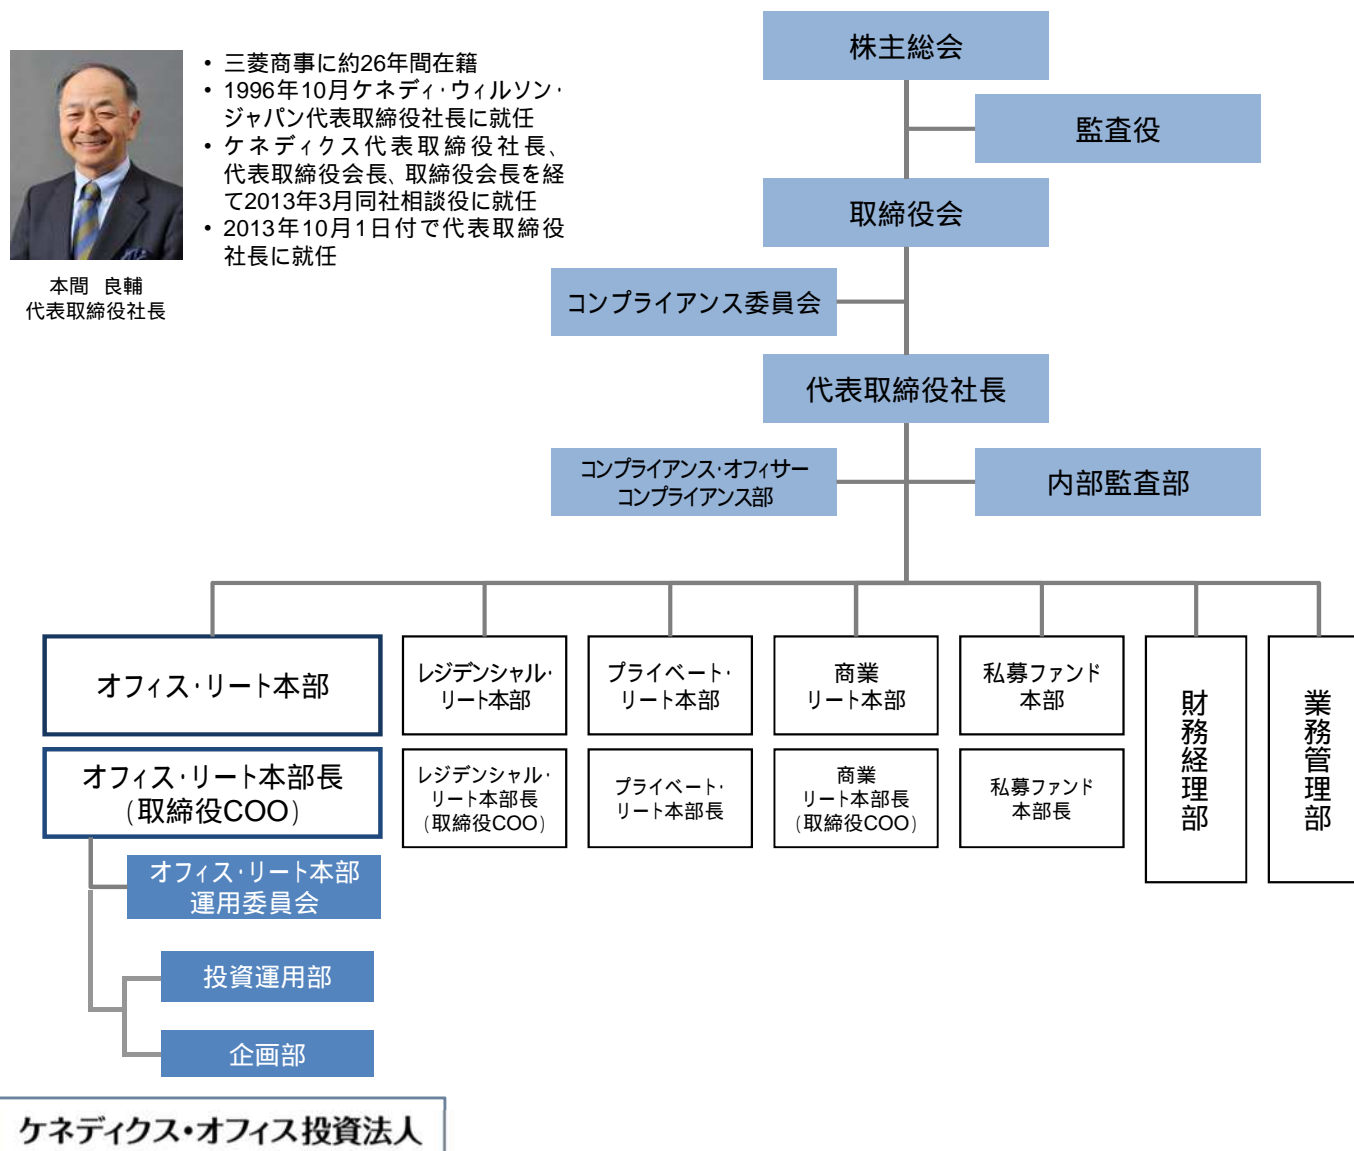 • 三菱商事に約26年間在籍
• 1996年10月ケネディ・ウィルソン・
ジャパン代表取締役社長に就任
• ケネディクス代表取締役社長、
代表取締役会長、取締役会長を経
て2013年3月同社相談役に就任
• 2013年10月1日付で代表取締役
社長に就任
本間 良輔
代表取締役社長
株主総会
監査役
取締役会
コンプライアンス委員会
代表取締役社長
コンプライアンス・オフィサー
コンプライアンス部
内部監査部
オフィス・リート本部
レジデンシャル・
リート本部
プライベート・
リート本部
商業
リート本部
私募ファンド
本部
財務経理部
業務管理部
オフィス・リート本部長
(取締役COO)
レジデンシャル・
リート本部長
(取締役COO)
プライベート・
リート本部長
商業
リート本部長
(取締役COO)
私募ファンド
本部長
オフィス・リート本部
運用委員会
投資運用部
企画部
ケネディクス・オフィス投資法人